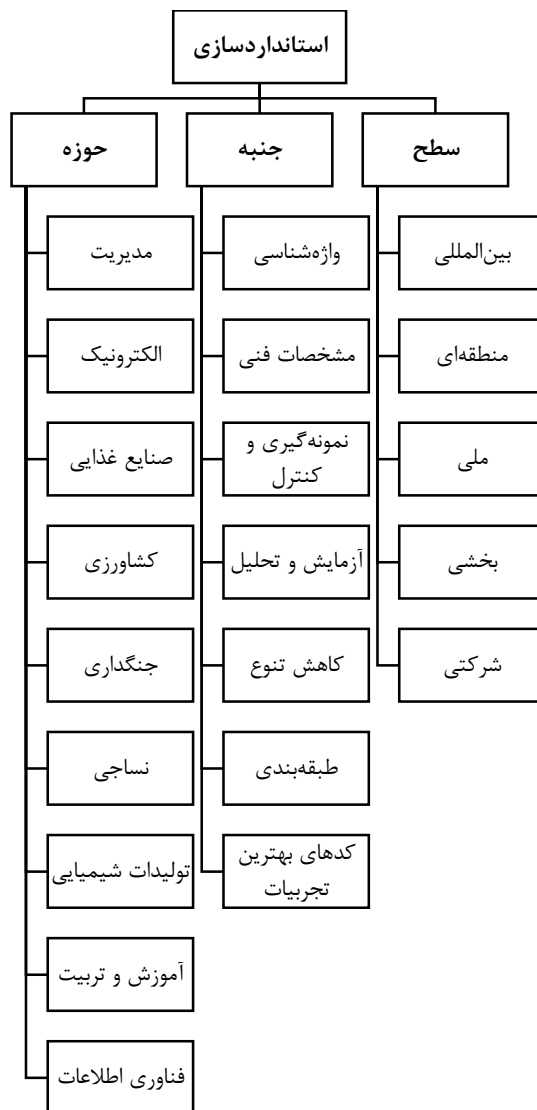 استانداردسازی
سطح
جنبه
حوزه
بین‌المللی
منطقه‌ای
ملی
بخشی
شرکتی
واژه‌شناسی
مشخصات فنی
نمونه‌گیری و
کنترل
آزمایش و تحلیل
کاهش تنوع
طبقه‌بندی
کدهای بهترین
تجربیات
مدیریت
الکترونیک
صنایع غذایی
کشاورزی
جنگداری
نساجی
تولیدات شیمیایی
آموزش و تربیت
فناوری اطلاعات